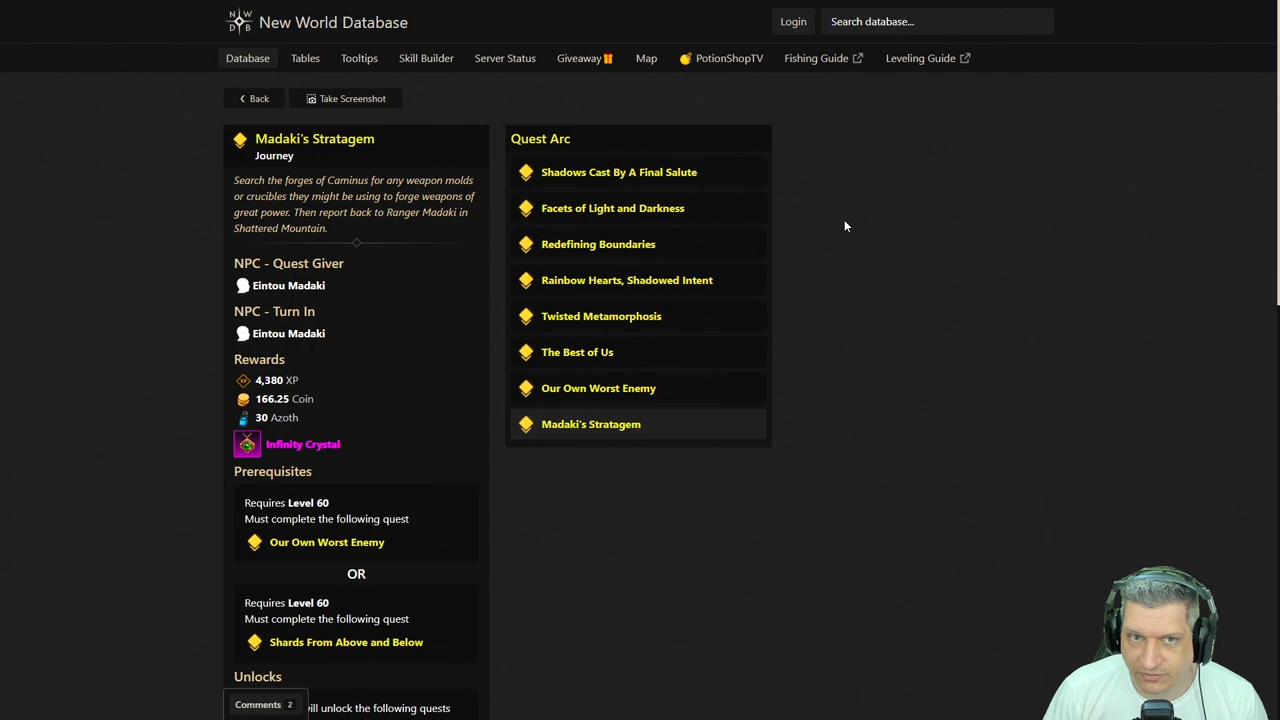 N W
D B
New World Database
Login
Search database...
Database
Tables
Tooltips
Skill Builder
Server Status
Giveaway
Map
PotionShopTV
Fishing Guide
Leveling Guide
Back
Take Screenshot
Madaki's Stratagem
Journey
Search the forges of Caminus for any weapon molds
or crucibles they might be using to forge weapons of
great power. Then report back to Ranger Madaki in
Shattered Mountain.
NPC - Quest Giver
Eintou Madaki
NPC - Turn In
Eintou Madaki
Rewards
XP 4,380 XP
166.25 Coin
30 Azoth
Infinity Crystal
Prerequisites
Requires Level 60
Must complete the following quest
Our Own Worst Enemy
OR
Requires Level 60
Must complete the following quest
Shards From Above and Below
Unlocks
will unlock the following quests
Comments 2
Quest Arc
Shadows Cast By A Final Salute
Facets of Light and Darkness
Redefining Boundaries
Rainbow Hearts, Shadowed Intent
Twisted Metamorphosis
The Best of Us
Our Own Worst Enemy
Madaki's Stratagem